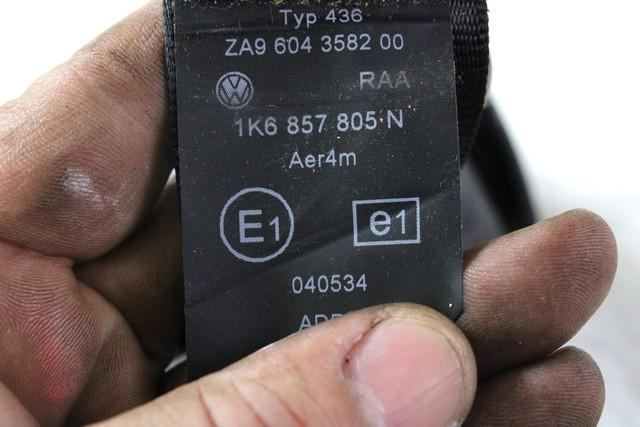 Typ 436
ZA9 604 3582 00
RAA
1K6 857 805 N
Aer4m
E1 e1
040534